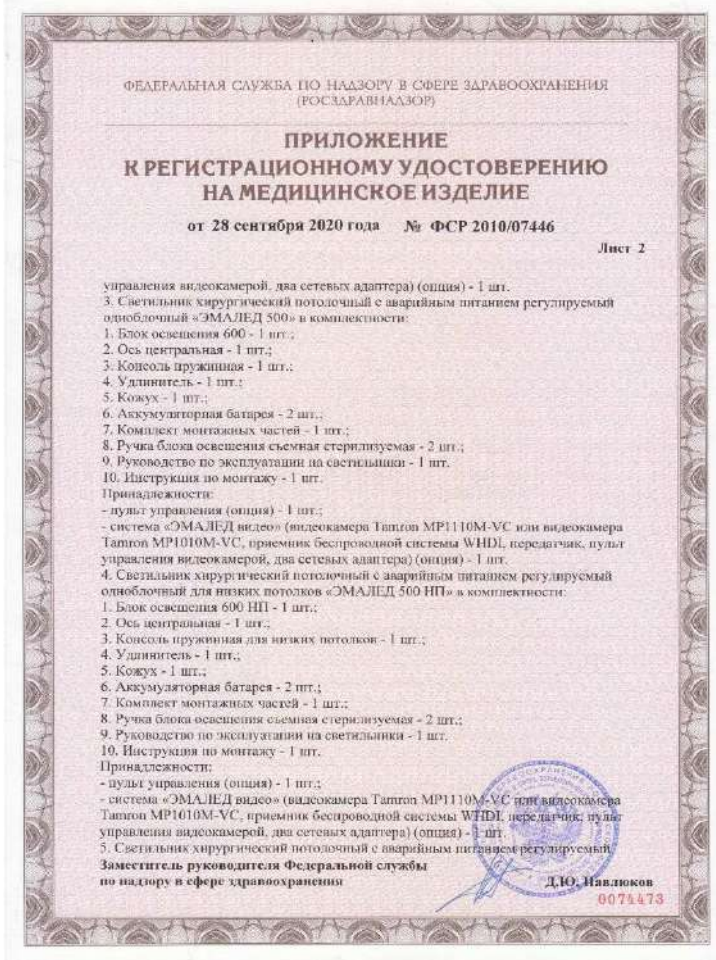 ФЕДЕРАЛЬНАЯ СЛУЖБА ПО НАДЗОРУ В СФЕРЕ ЗДРАВООХРАНЕНИЯ
(РОСЗДРАВНАДЗОР)
ПРИЛОЖЕНИЕ
К РЕГИСТРАЦИОННОМУ УДОСТОВЕРЕНИЮ
НА МЕДИЦИНСКОЕ ИЗДЕЛИЕ
от 28 сентября 2020 года № ФСР 2010/07446
Лист 2
управления видеокамерой, два сетевых адаптера) (опция) - 1 шт.
3. Светильник хирургический потолочный с аварийным питанием регулируемый
одноблочный «ЭМАЛЕД 500» в комплектности:
1. Блок освещения 600 - 1 шт.;
2. Ось центральная - 1 шт.;
3. Консоль пружинная - 1 шт.;
4. Удлинитель - 1 шт.;
5. Кожух - 1 шт.;
6. Аккумуляторная батарея - 2 шт.;
7. Комплект монтажных частей - 1 шт.;
8. Ручка блока освещения съемная стерилизуемая - 2 шт.;
9. Руководство по эксплуатации на светильники - 1 шт.
10. Инструкция по монтажу - 1 шт.
Принадлежности:
- пульт управления (опция) - 1 шт.;
- система «ЭМАЛЕД видео» (видеокамера Tamron MP1110M-VC или видеокамера
Tamron MP1010M-VC, приемник беспроводной системы WHDI, передатчик, пульт
управления видеокамерой, два сетевых адаптера) (опция) - 1 шт.
4. Светильник хирургический потолочный с аварийным питанием регулируемый
одноблочный для низких потолков «ЭМАЛЕД 500 НП» в комплектности:
1. Блок освещения 600 НП - 1 шт.;
2. Ось центральная - 1 шт.;
3. Консоль пружинная для низких потолков - 1 шт.;
4. Удлинитель - 1 шт.;
5. Кожух - 1 шт.;
6. Аккумуляторная батарея - 2 шт.;
7. Комплект монтажных частей - 1 шт.;
8. Ручка блока освещения съемная стерилизуемая - 2 шт.;
9. Руководство по эксплуатации на светильники - 1 шт.
10. Инструкция по монтажу - 1 шт.
Принадлежности:
- пульт управления (опция) - 1 шт.;
- система «ЭМАЛЕД видео» (видеокамера Tamron MP1110M-VC или видеокамера
Tamron MP1010M-VC, приемник беспроводной системы WHDI, передатчик, пульт
управления видеокамерой, два сетевых адаптера) (опция) - 1 шт.
5. Светильник хирургический потолочный с аварийным питанием регулируемый
Заместитель руководителя Федеральной службы
по надзору в сфере здравоохранения Д.Ю. Павлюков
0074473